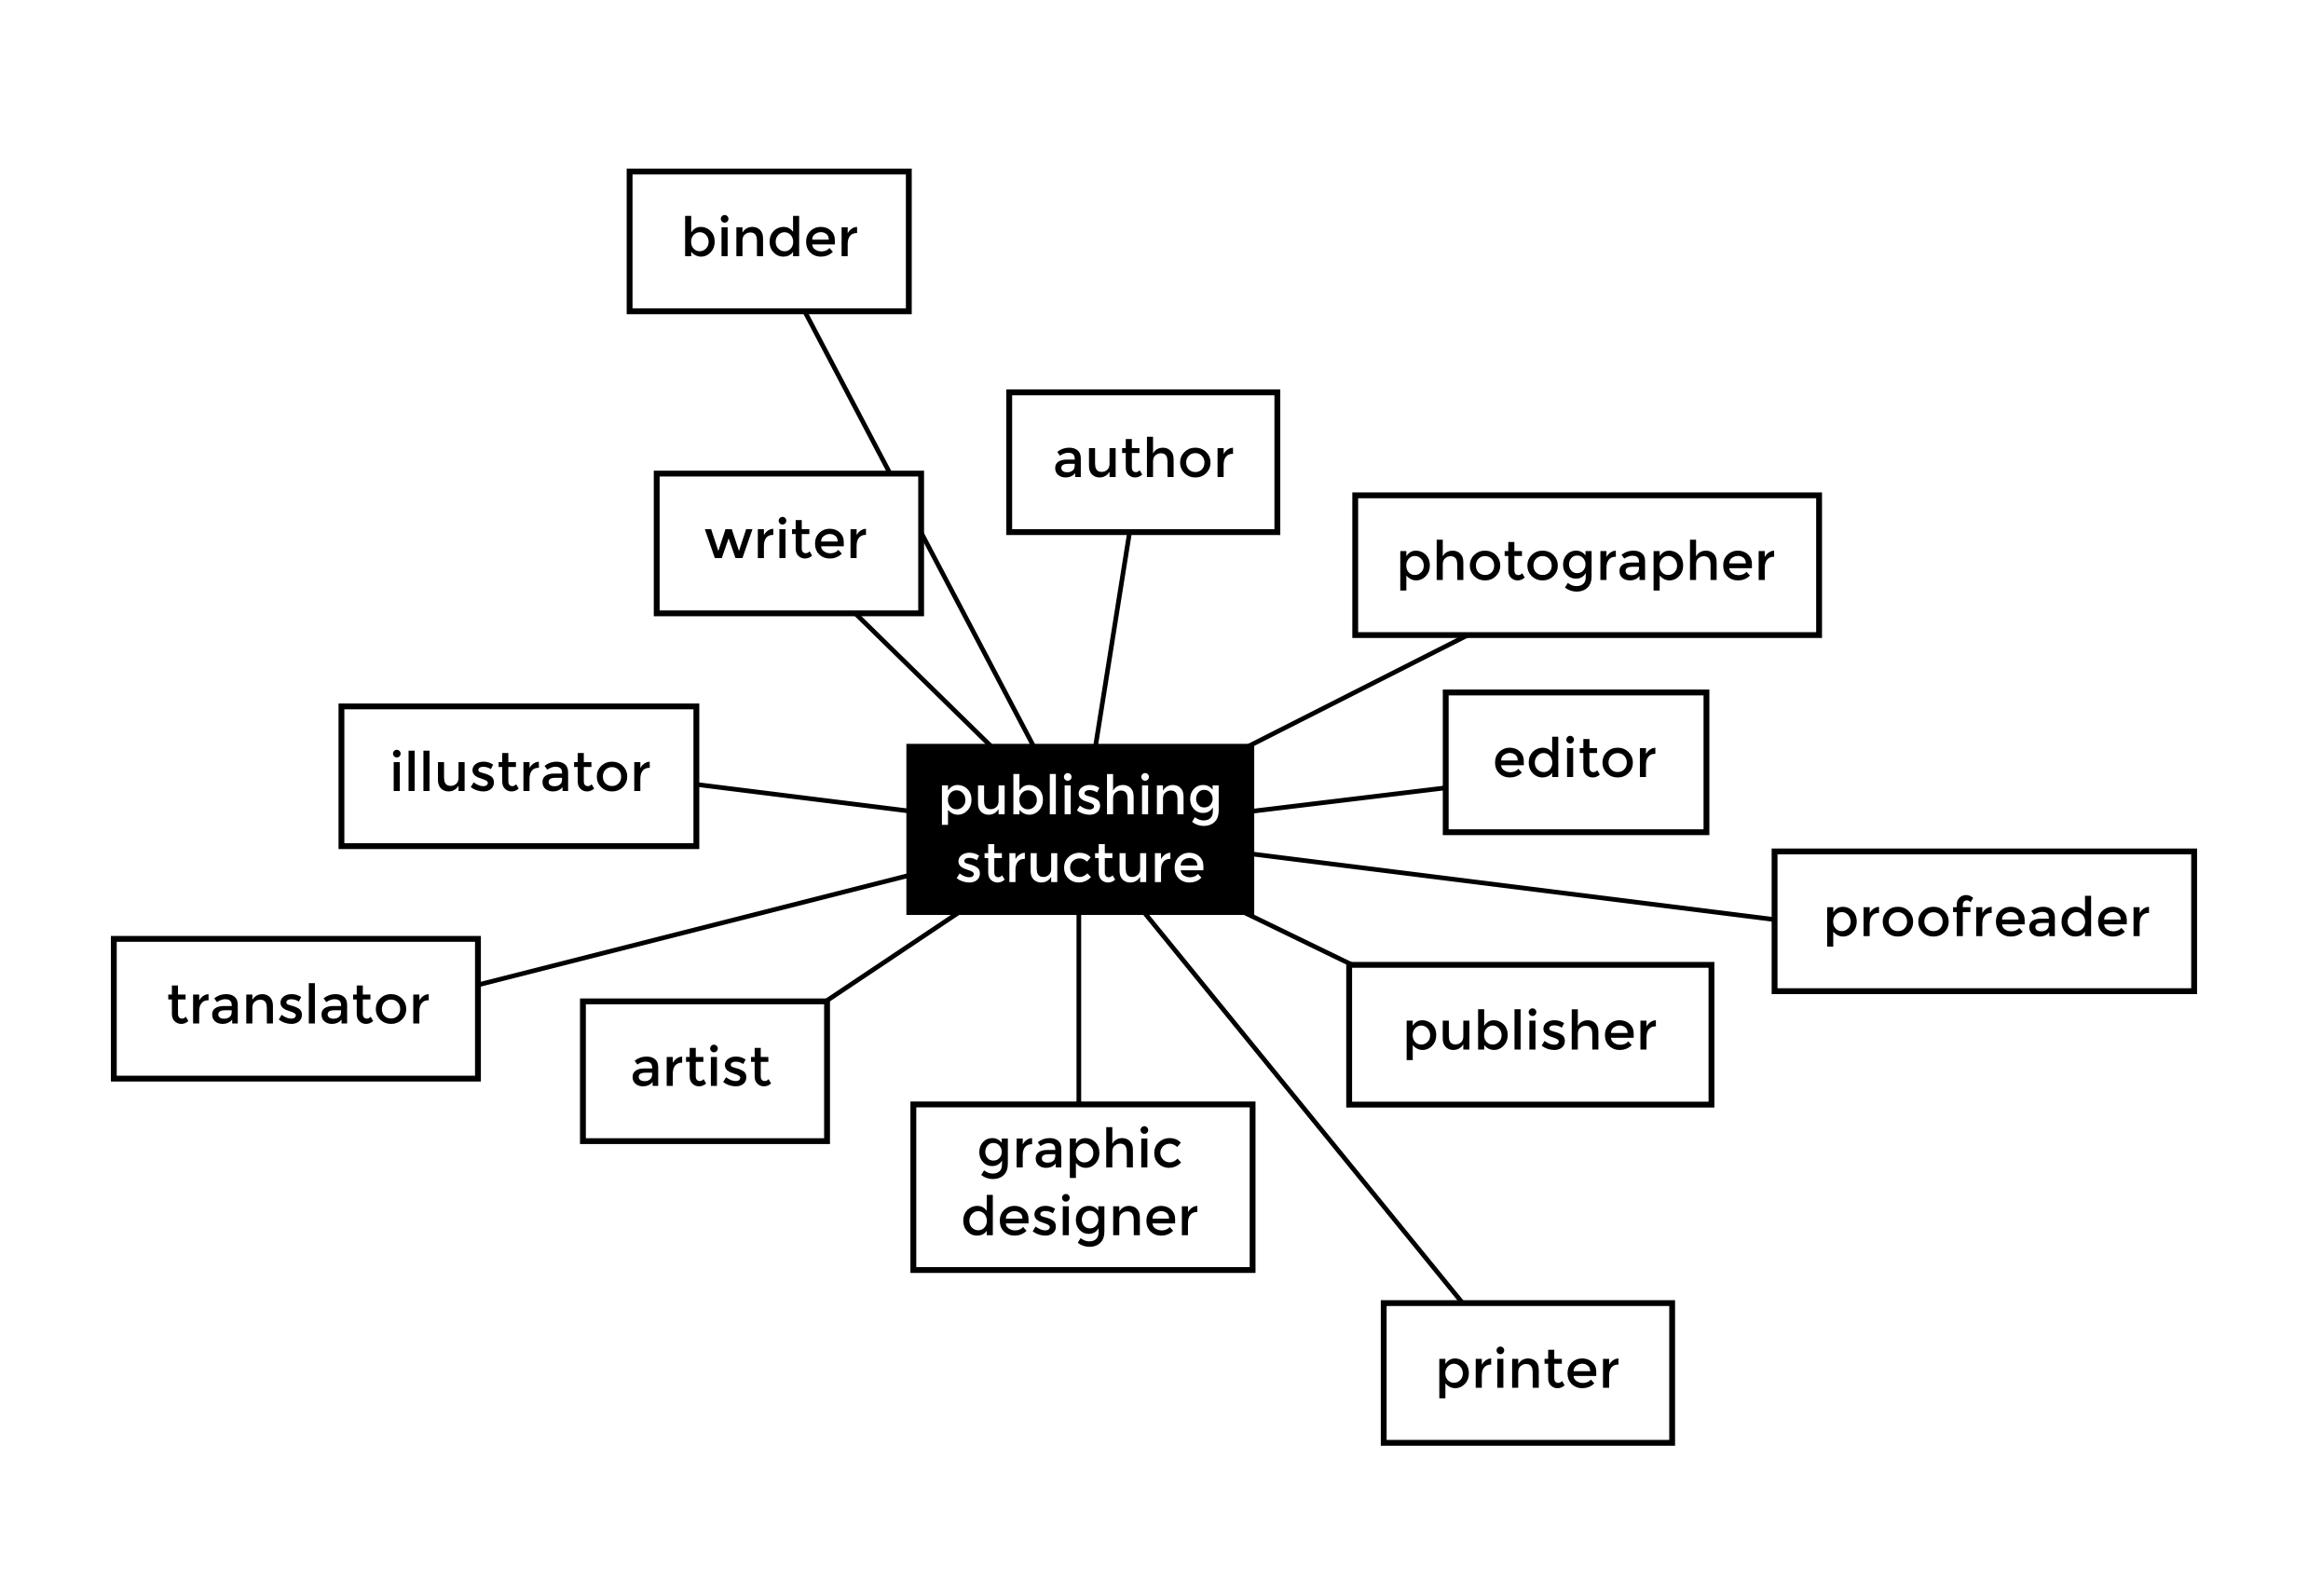 binder
author
writer
photographer
illustrator
editor
publishing
structure
proofreader
translator
publisher
artist
graphic
designer
printer